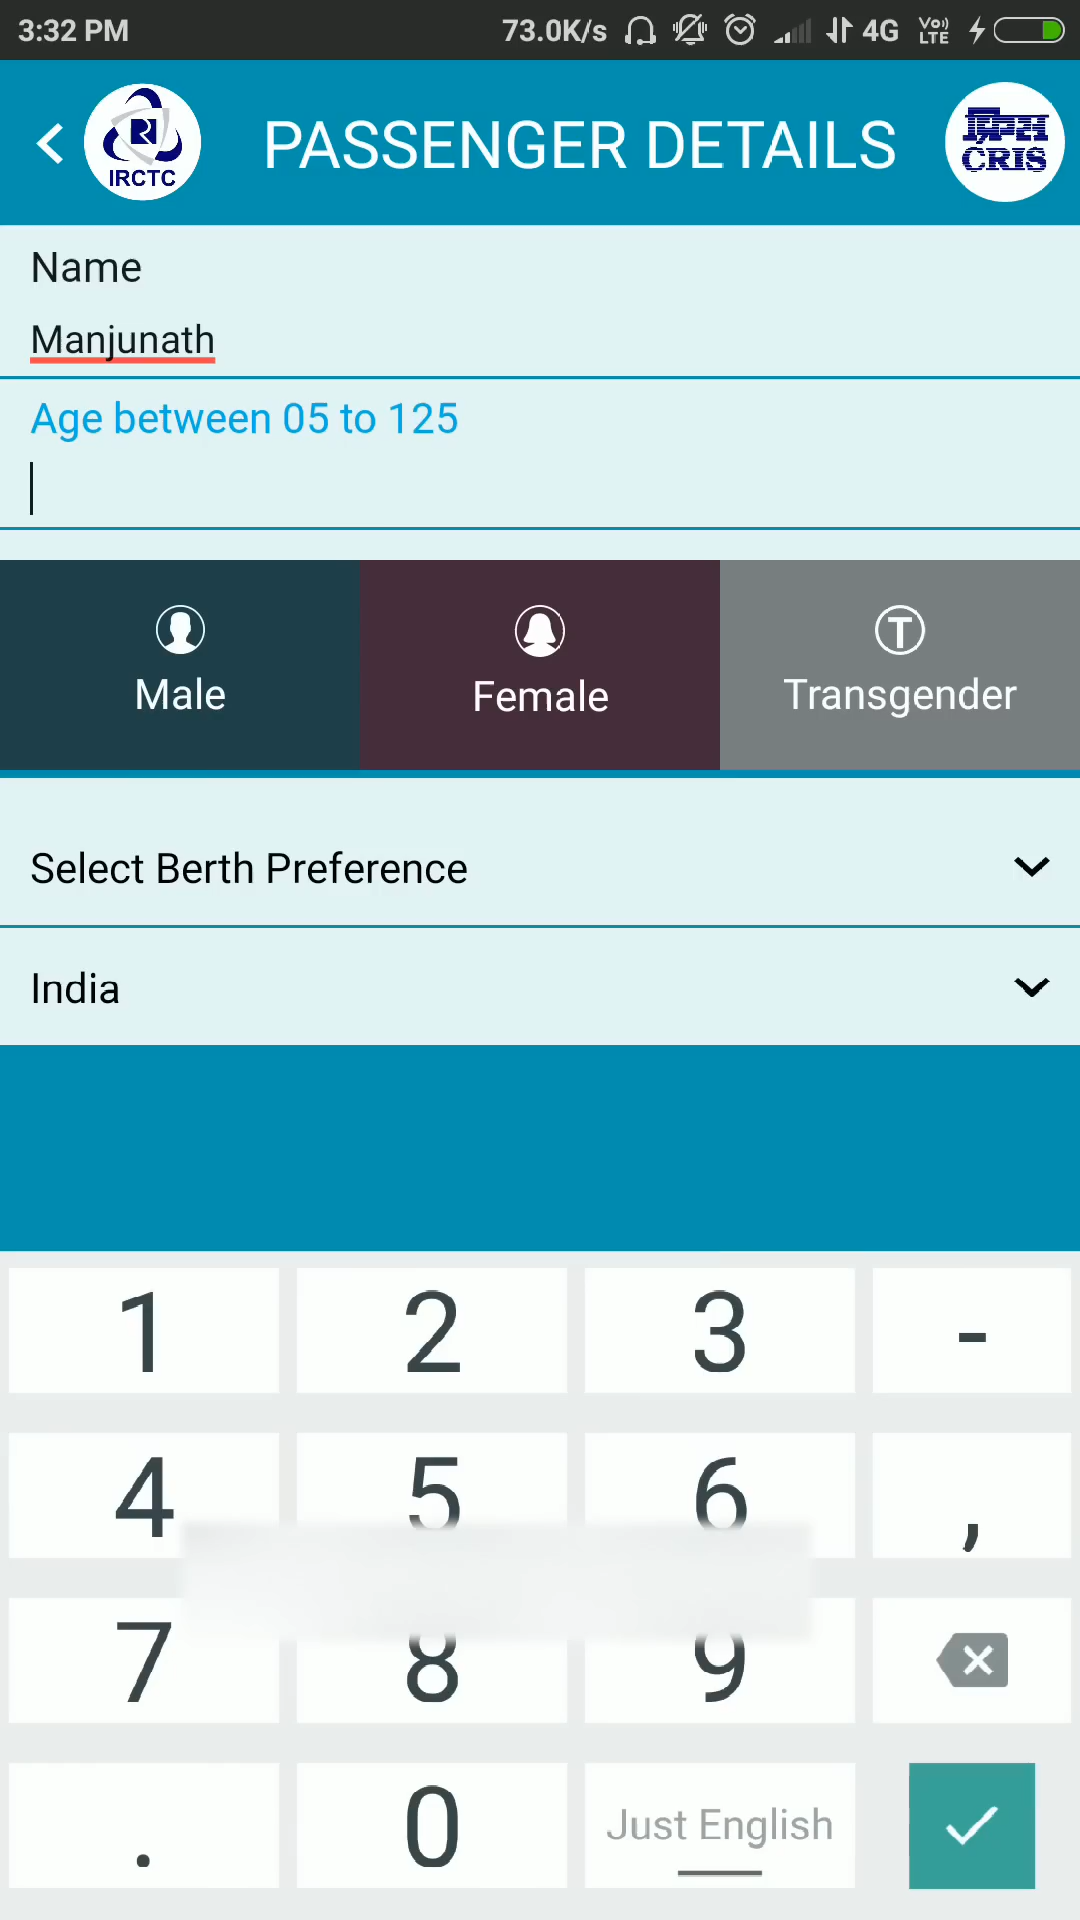 3:32 PM 73.0K/s 4G VoLTE
IRCTC
PASSENGER DETAILS
CRIS
Name
Manjunath
Age between 05 to 125
Male Female T Transgender
Select Berth Preference
India
1 2 3 -
4 5 6 ,
7 8 9
. 0 Just English